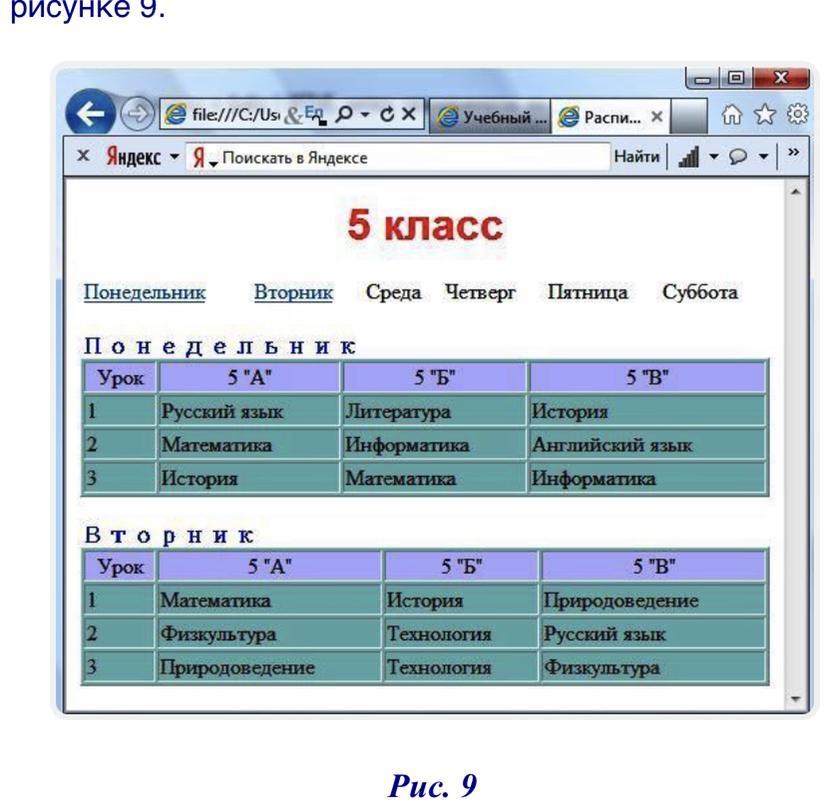 рисунке 9.
file:///C:/Usı
Учебный ...
Распи...
x Яндекс
Я Поискать в Яндексе
Найти
»
5 класс
Понедельник Вторник Среда Четверг Пятница Суббота
Понедельник
Урок 5 "А" 5 "Б" 5 "В"
1 Русский язык Литература История
2 Математика Информатика Английский язык
3 История Математика Информатика
Вторник
Урок 5 "А" 5 "Б" 5 "В"
1 Математика История Природоведение
2 Физкультура Технология Русский язык
3 Природоведение Технология Физкультура
Рис. 9